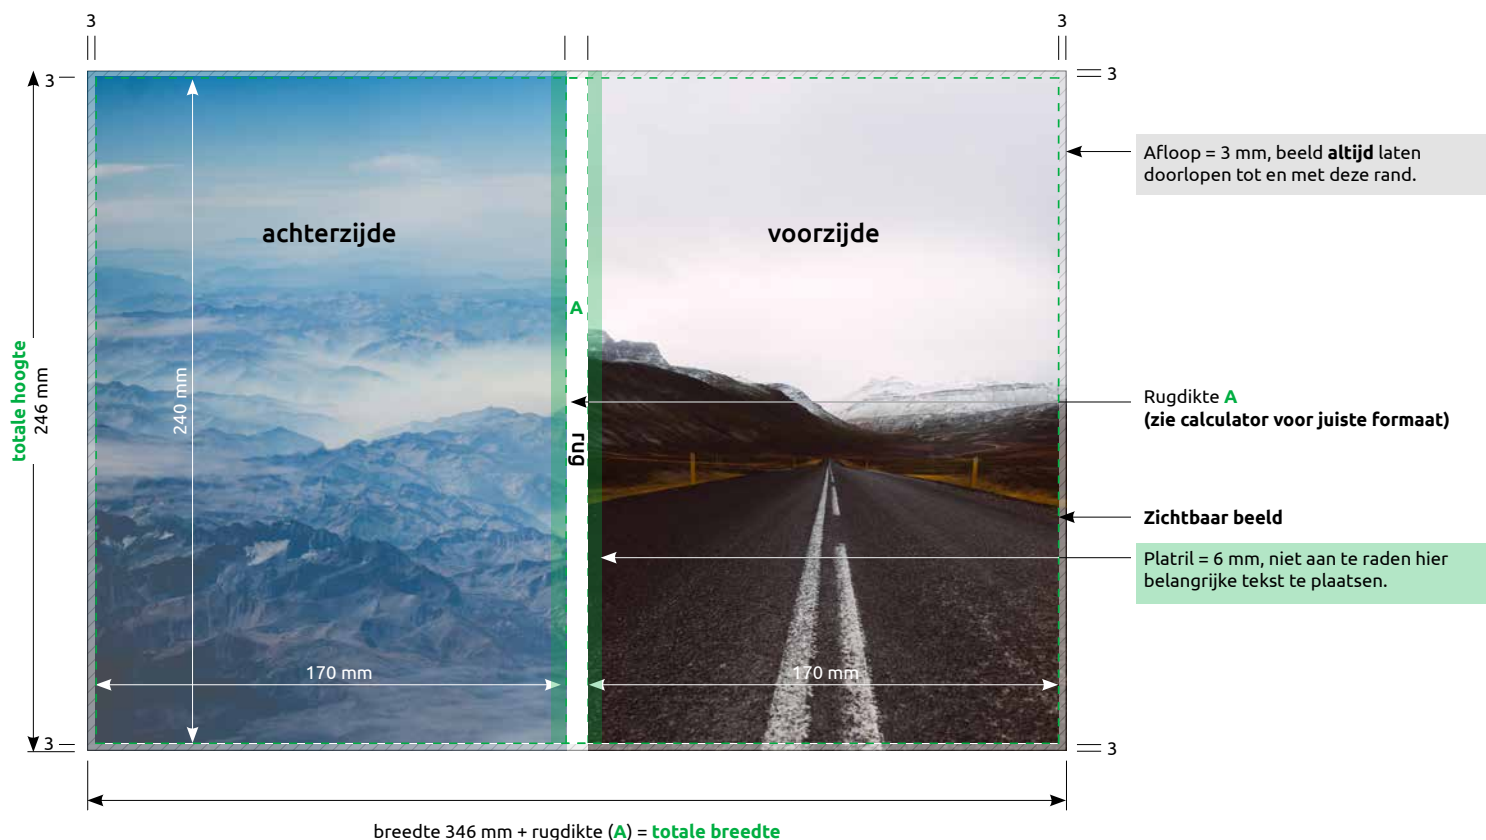 3
3
3
3
Afloop = 3 mm, beeld altijd laten
doorlopen tot en met deze rand.
achterzijde
voorzijde
A
totale hoogte
246 mm
240 mm
Rugdikte A
(zie calculator voor juiste formaat)
rug
Zichtbaar beeld
Platril = 6 mm, niet aan te raden hier
belangrijke tekst te plaatsen.
170 mm
170 mm
3
3
breedte 346 mm + rugdikte (A) = totale breedte